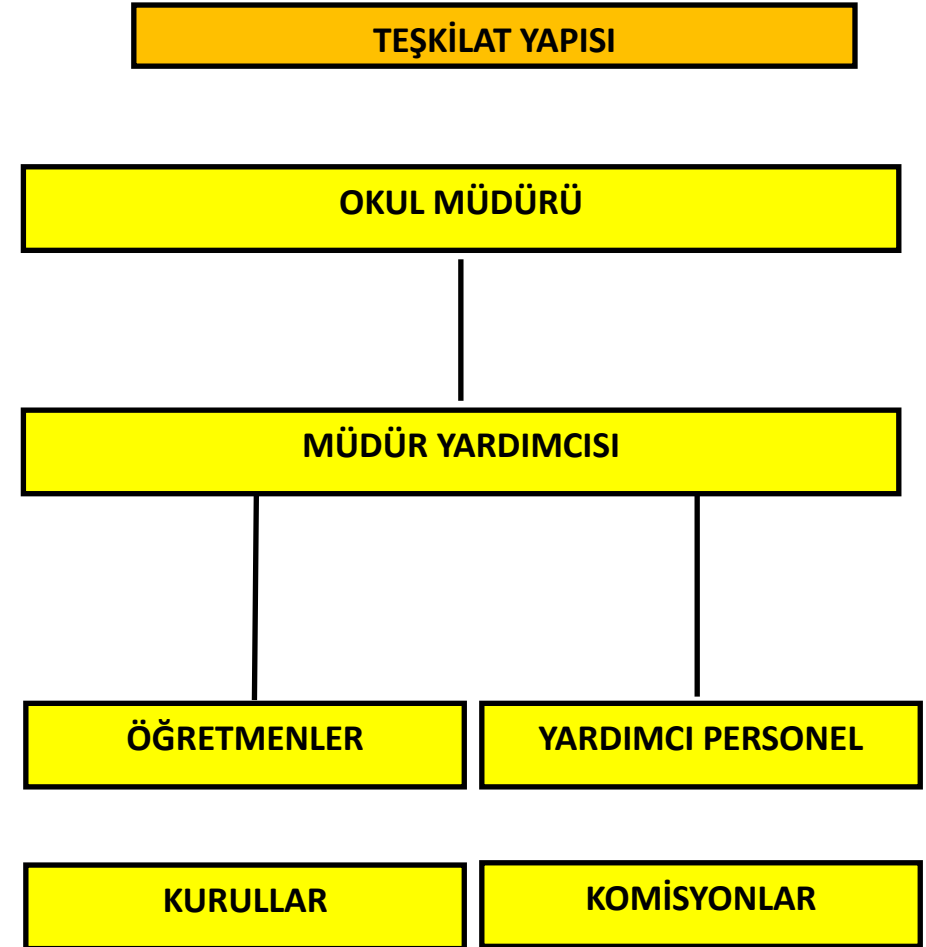 TEŞKİLAT YAPISI
OKUL MÜDÜRÜ
MÜDÜR YARDIMCISI
ÖĞRETMENLER
YARDIMCI PERSONEL
KURULLAR
KOMİSYONLAR